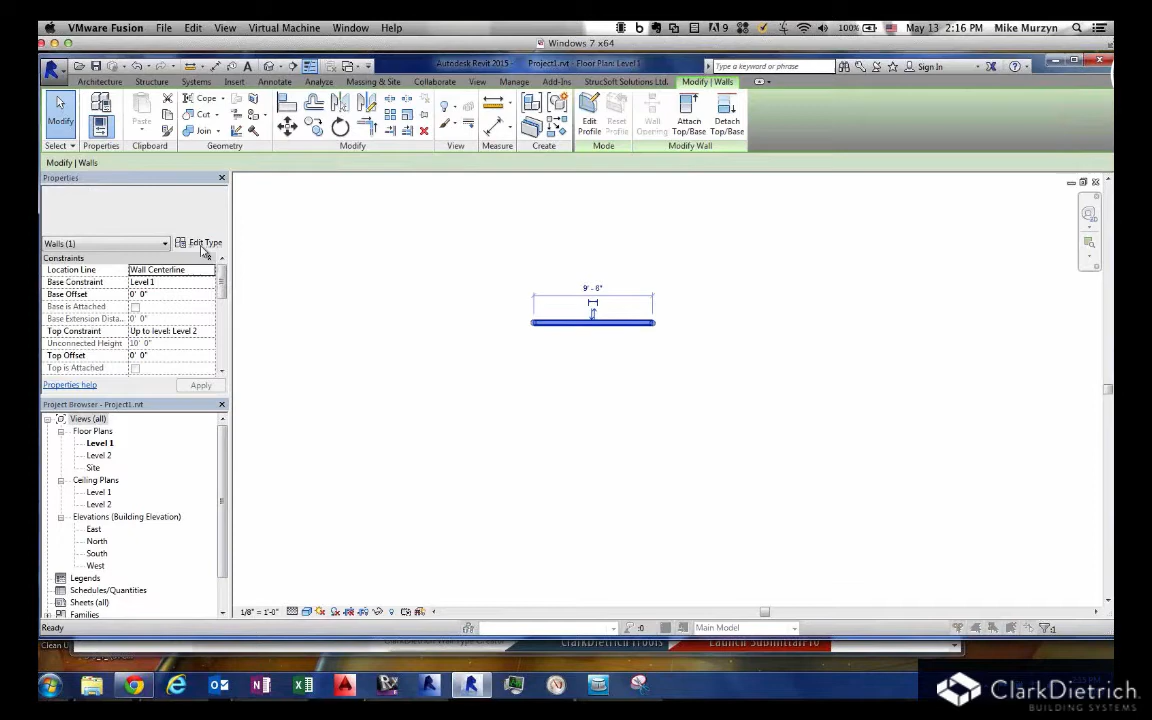 VMware Fusion File Edit View Virtual Machine Window Help
9 100% May 13 2:16 PM Mike Murzyn
Windows 7 x64
Autodesk Revit 2015 - Project1.rvt - Floor Plan: Level 1
Type a keyword or phrase
Sign In
Architecture Structure Systems Insert Annotate Analyze Massing & Site Collaborate View Manage Add-Ins StrucSoft Solutions Ltd. Modify | Walls
Cope
Cut
Join
Modify
Paste
Edit Profile
Reset Profile
Wall Opening
Attach Top/Base
Detach Top/Base
Select Properties Clipboard Geometry Modify View Measure Create Mode Modify Wall
Modify | Walls
Properties
Walls (1)
Edit Type
Constraints
Location Line Wall Centerline
Base Constraint Level 1
Base Offset 0' 0"
Base is Attached
Base Extension Dista... 0' 0"
Top Constraint Up to level: Level 2
Unconnected Height 10' 0"
Top Offset 0' 0"
Top is Attached
Properties help
Apply
9' - 6"
Project Browser - Project1.rvt
Views (all)
Floor Plans
Level 1
Level 2
Site
Ceiling Plans
Level 1
Level 2
Elevations (Building Elevation)
East
North
South
West
Legends
Schedules/Quantities
Sheets (all)
Families
1/8" = 1'-0"
Ready
:0
Main Model
:1
Clean U
ClarkDietrich
BUILDING SYSTEMS